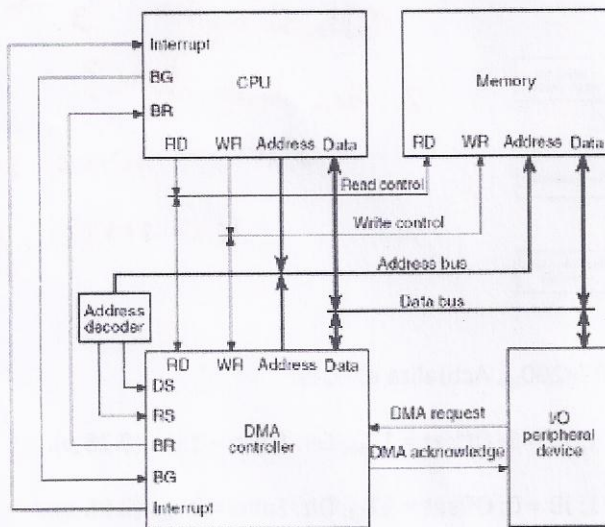 Interrupt
BG
BR
CPU
RD WR Address Data
Memory
RD WR Address Data
Read control
Write control
Address bus
Data bus
Address
decoder
RD WR Address Data
DS
RS
BR
BG
Interrupt
DMA
controller
DMA request
DMA acknowledge
I/O
peripheral
device